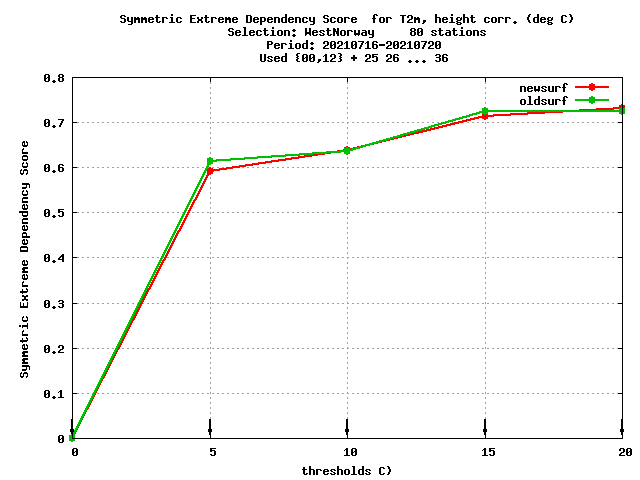 Symmetric Extreme Dependency Score  for T2m, height corr. (deg C)
Selection: WestNorway     80 stations
Period: 20210716-20210720
Used {00,12} + 25 26 ... 36
newsurf
oldsurf
Symmetric Extreme Dependency Score
0.8
0.7
0.6
0.5
0.4
0.3
0.2
0.1
0
0 5 10 15 20
thresholds C)